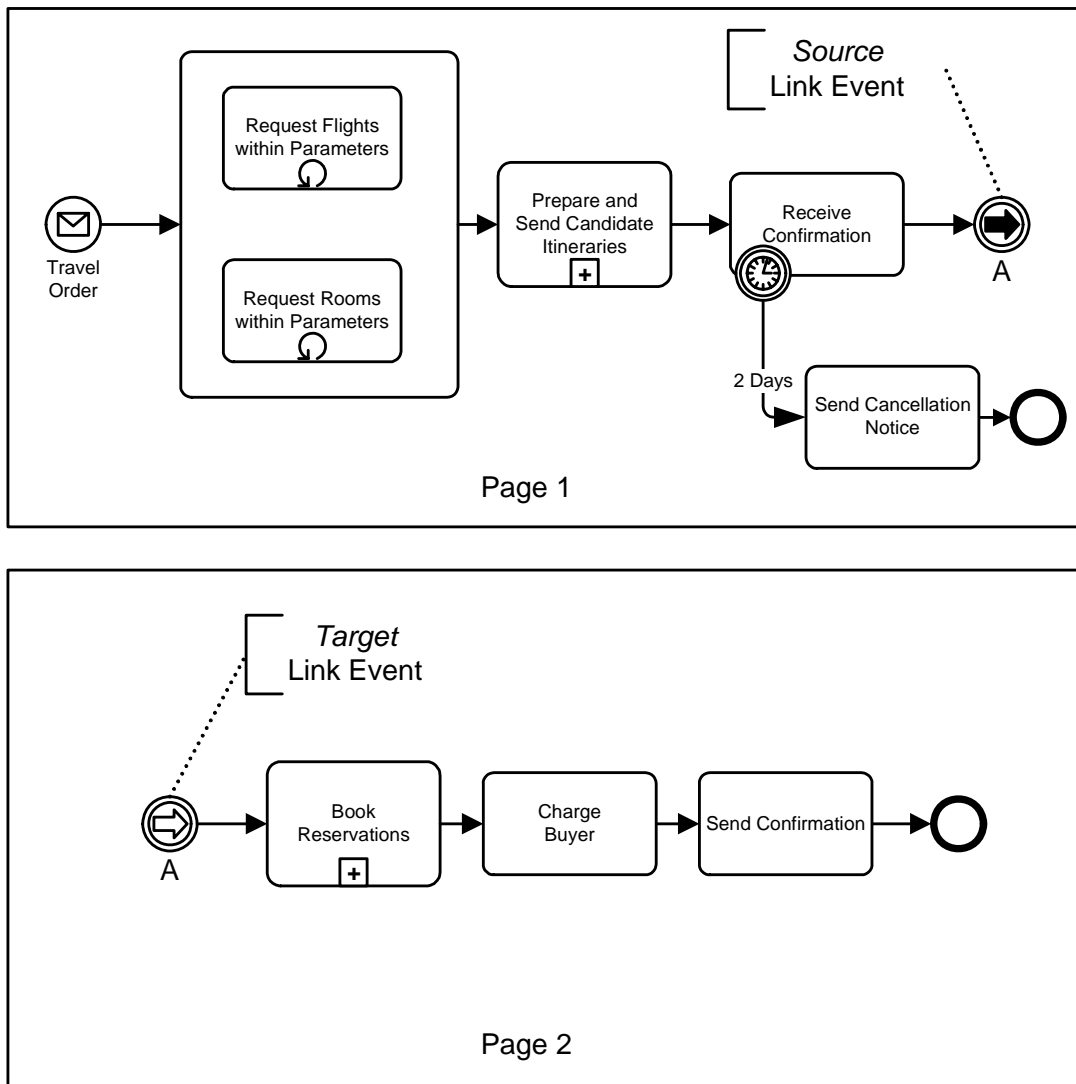 Source
Link Event
Request Flights
within Parameters
Prepare and
Send Candidate
Itineraries
+
Receive
Confirmation
Travel
Order
A
Request Rooms
within Parameters
2 Days
Send Cancellation
Notice
Page 1
Target
Link Event
Book
Reservations
+
Charge
Buyer
Send Confirmation
A
Page 2